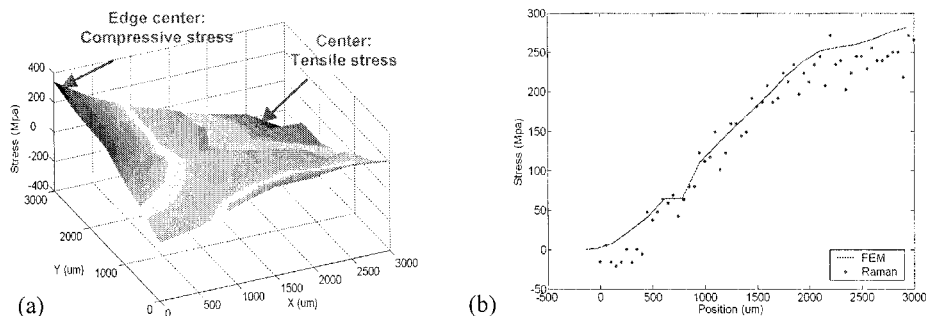 Edge center:
Compressive stress
Center:
Tensile stress
Stress (Mpa)
400
200
0
-200
-400
3000
2000
1000
0
Y (um)
0
500
1000
1500
2000
2500
3000
X (um)
(a)
Stress (Mpa)
300
250
200
150
100
50
0
-50
-500
0
500
1000
1500
2000
2500
3000
Position (um)
FEM
Raman
(b)